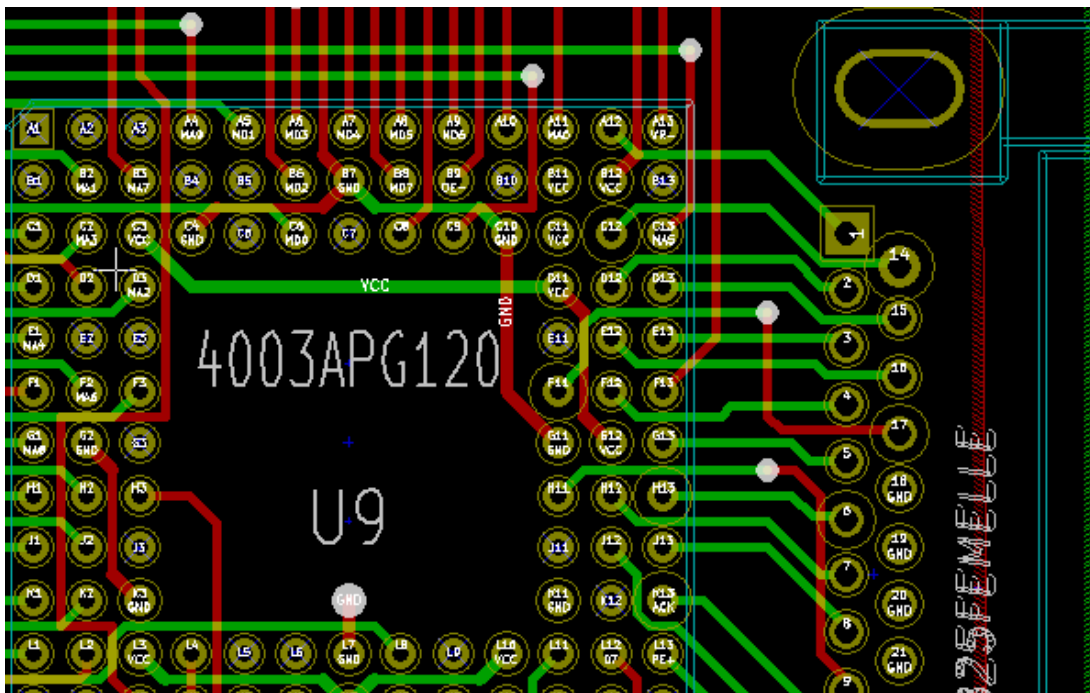 A1 A2 A3 A4 MA9 A5 MD1 A6 MD3 A7 MD4 A8 MD5 A9 MD6 A10 A11 MA0 A12 A13 VR-
B1 B2 MA1 B3 MA7 B4 B5 B6 MD2 B7 GND B8 MD7 B9 OE- B10 B11 VCC B12 VCC B13
C1 C2 MA3 C3 VCC C4 GND C6 MD0 C7 C8 C9 C10 GND C11 VCC C12 C13 MA5
1
14
D1 D2 D3 MA2 VCC D11 VCC D12 D13
2
GND
15
E1 MA4 E2 E3 E11 E12 E13
3
4003APG120
16
F1 F2 MA6 F3 F11 F12 F13
4
17
G1 MA8 G2 GND G3 G11 GND G12 VCC G13
5
18 GND
H1 H2 H3 H11 H12 H13
6
U9
19 GND
J1 J2 J3 J11 J12 J13
7
K1 K2 K3 GND GND K11 GND K12 K13 ACK
20 GND
8
L1 L2 L3 VCC L4 L5 L6 L7 GND L8 L9 L10 VCC L11 L12 D7 L13 PE+
21 GND
9
25FEMELLE